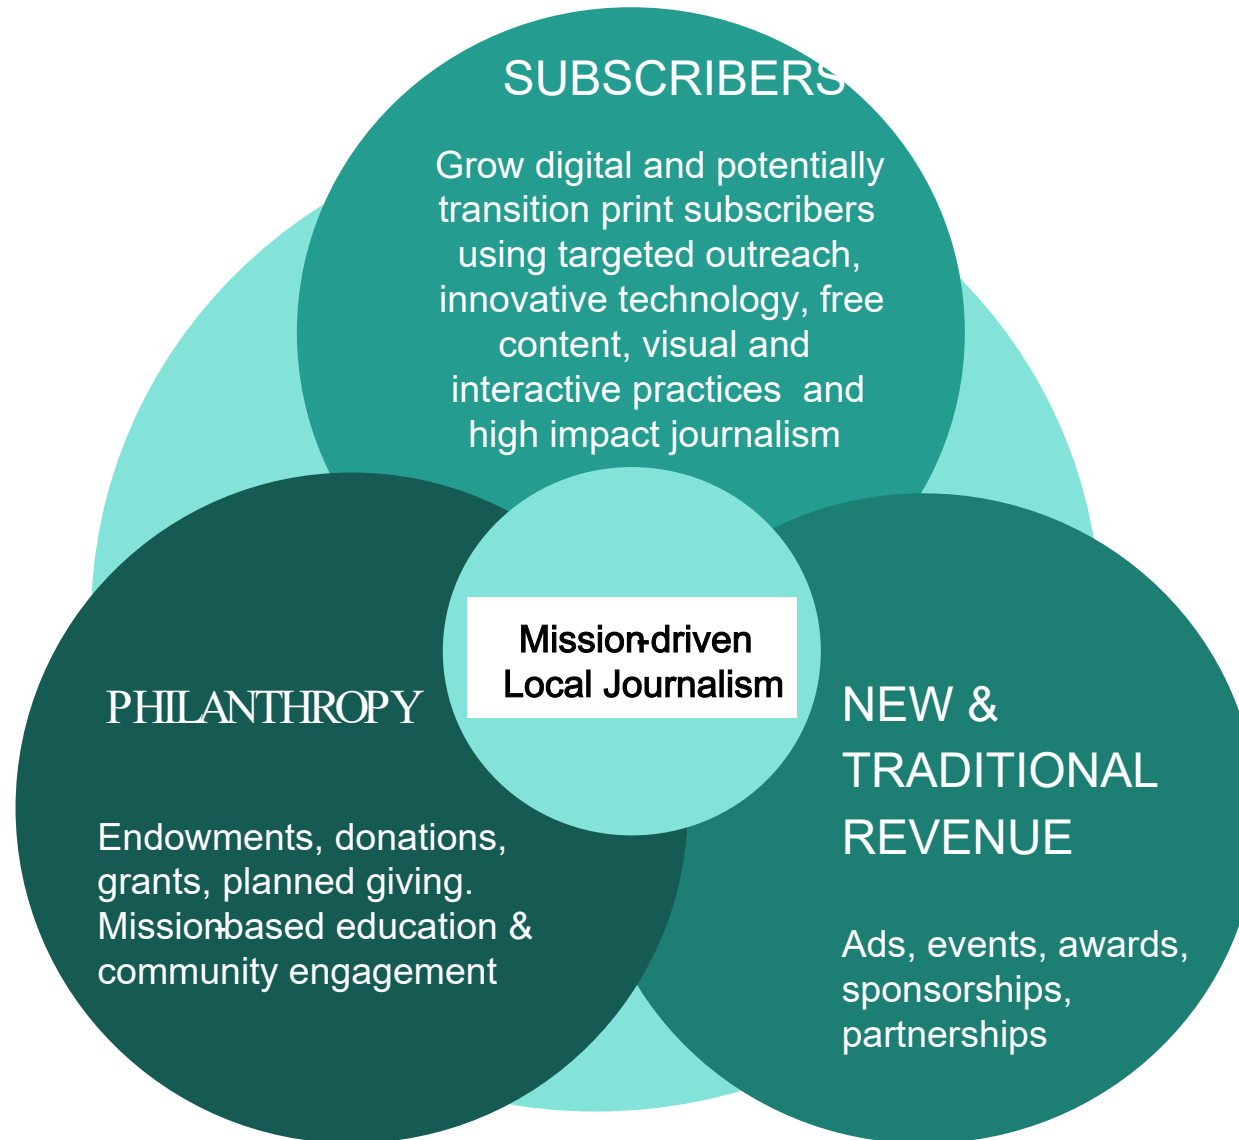 SUBSCRIBERS
Grow digital and potentially
transition print subscribers
using targeted outreach,
innovative technology, free
content, visual and
interactive practices and
high impact journalism
Mission-driven
Local Journalism
PHILANTHROPY
Endowments, donations,
grants, planned giving.
Mission-based education &
community engagement
NEW &
TRADITIONAL
REVENUE
Ads, events, awards,
sponsorships,
partnerships